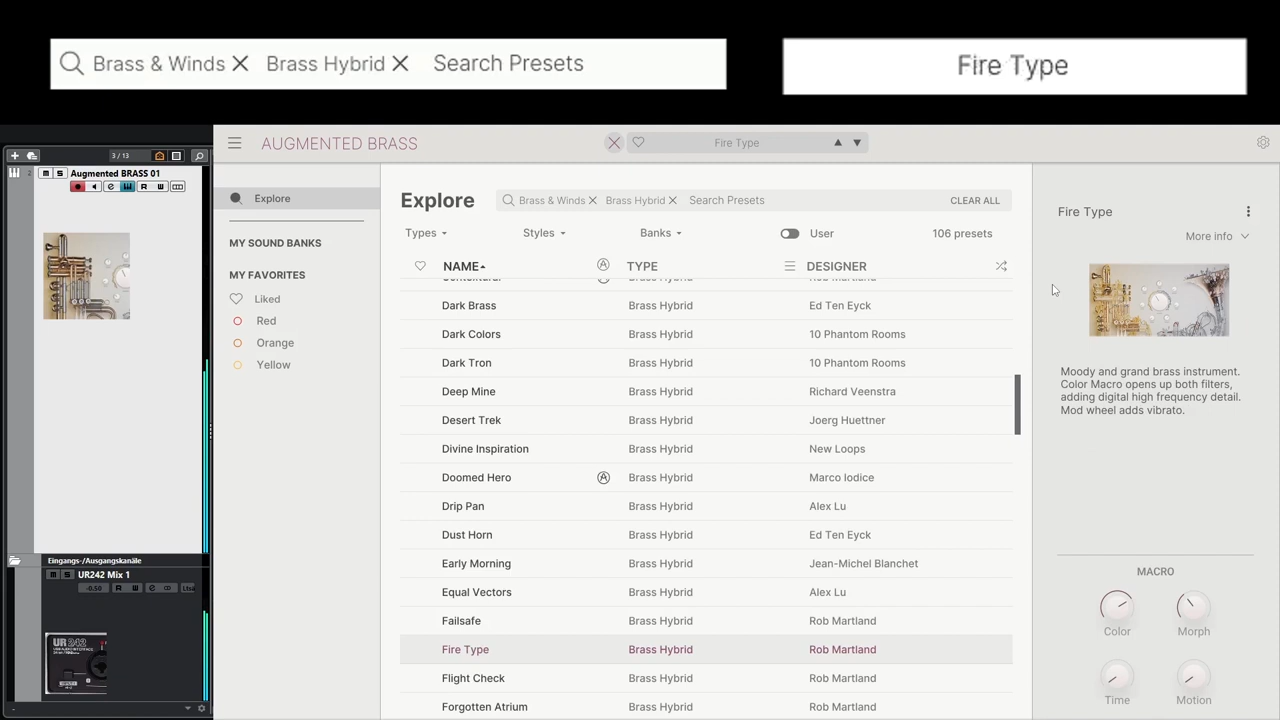 Brass & Winds Brass Hybrid Search Presets
Fire Type
3 / 13
2
M S Augmented BRASS 01
R W
Eingangs-/Ausgangskanäle
M S UR242 Mix 1
UR 242
AUGMENTED BRASS
Fire Type
Explore
MY SOUND BANKS
MY FAVORITES
Liked
Red
Orange
Yellow
Explore
Brass & Winds Brass Hybrid Search Presets CLEAR ALL
Types Styles Banks User 106 presets
NAME TYPE DESIGNER
Dark Brass Brass Hybrid Ed Ten Eyck
Dark Colors Brass Hybrid 10 Phantom Rooms
Dark Tron Brass Hybrid 10 Phantom Rooms
Deep Mine Brass Hybrid Richard Veenstra
Desert Trek Brass Hybrid Joerg Huettner
Divine Inspiration Brass Hybrid New Loops
Doomed Hero Brass Hybrid Marco Iodice
Drip Pan Brass Hybrid Alex Lu
Dust Horn Brass Hybrid Ed Ten Eyck
Early Morning Brass Hybrid Jean-Michel Blanchet
Equal Vectors Brass Hybrid Alex Lu
Failsafe Brass Hybrid Rob Martland
Fire Type Brass Hybrid Rob Martland
Flight Check Brass Hybrid Rob Martland
Forgotten Atrium Brass Hybrid Rob Martland
Fire Type
More info
Moody and grand brass instrument.
Color Macro opens up both filters,
adding digital high frequency detail.
Mod wheel adds vibrato.
MACRO
Color Morph
Time Motion